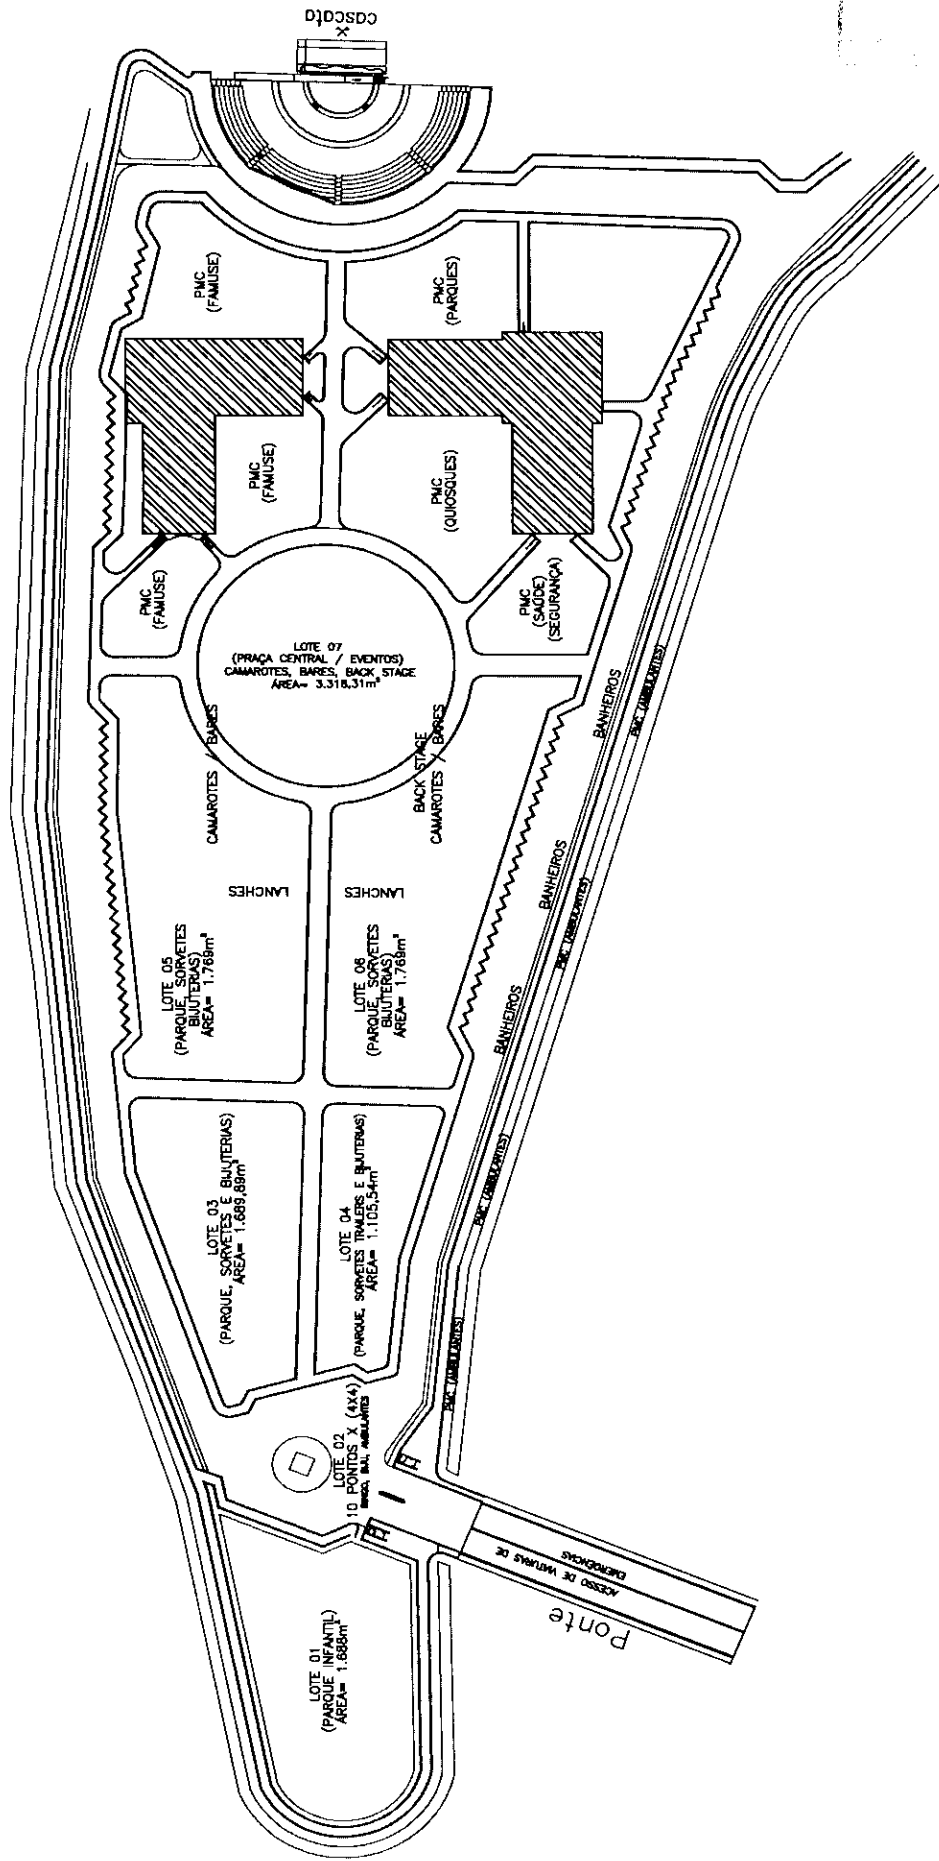 cascata
X
PMC
(FAMUSE)
PMC
(PARQUES)
PMC
(FAMUSE)
PMC
(QUIOSQUES)
PMC
(FAMUSE)
PMC
(SAÚDE)
(SEGURANÇA)
LOTE 07
(PRAÇA CENTRAL / EVENTOS)
CAMAROTES, BARES, BACK STAGE
ÁREA= 3.318,31m²
CAMAROTES / BARES
BACK STAGE
CAMAROTES / BARES
BANHEIROS
PMC (AMBULANTES)
LANCHES
LANCHES
BANHEIROS
PMC (AMBULANTES)
LOTE 05
(PARQUE, SORVETES
BIJUTERIAS)
ÁREA= 1.769m²
LOTE 06
(PARQUE, SORVETES
BIJUTERIAS)
ÁREA= 1.769m²
BANHEIROS
PMC (AMBULANTES)
LOTE 03
(PARQUE, SORVETES E BIJUTERIAS)
ÁREA= 1.689,89m²
LOTE 04
(PARQUE, SORVETES TRAILERS E BIJUTERIAS)
ÁREA= 1.105,54m²
PMC (AMBULANTES)
LOTE 02
10 PONTOS X (4X4)
BINGO, BIJU, AMBULANTES
ACESSO DE VIATURAS DE
EMERGÊNCIAS
Ponte
LOTE 01
(PARQUE INFANTIL)
ÁREA= 1.688m²